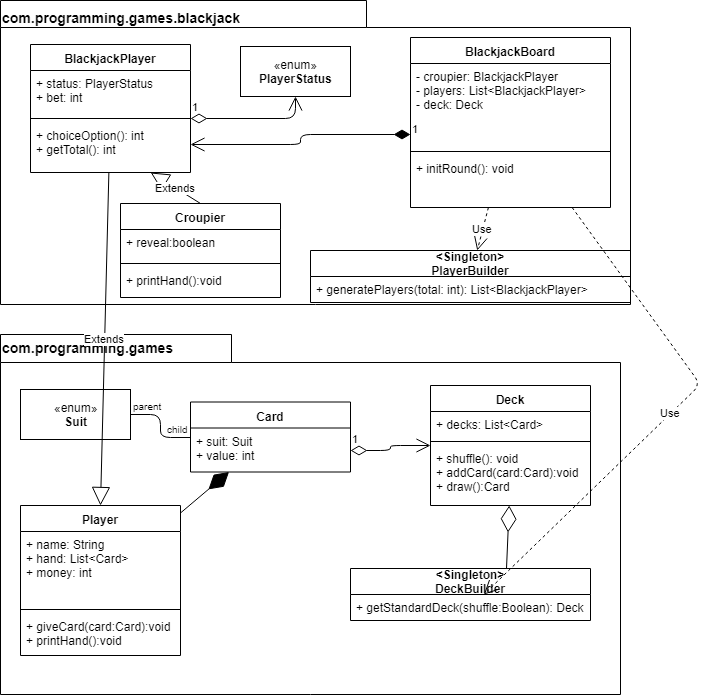 com.programming.games.blackjack
BlackjackPlayer
+ status: PlayerStatus
+ bet: int
+ choiceOption(): int
+ getTotal(): int
«enum»
PlayerStatus
BlackjackBoard
- croupier: BlackjackPlayer
- players: List<BlackjackPlayer>
- deck: Deck
+ initRound(): void
1
1
Extends
Croupier
+ reveal:boolean
+ printHand():void
Use
<Singleton>
PlayerBuilder
+ generatePlayers(total: int): List<BlackjackPlayer>
Extends
com.programming.games
Use
«enum»
Suit
parent
child
Card
+ suit: Suit
+ value: int
1
Deck
+ decks: List<Card>
+ shuffle(): void
+ addCard(card:Card):void
+ draw():Card
Player
+ name: String
+ hand: List<Card>
+ money: int
+ giveCard(card:Card):void
+ printHand():void
<Singleton>
DeckBuilder
+ getStandardDeck(shuffle:Boolean): Deck